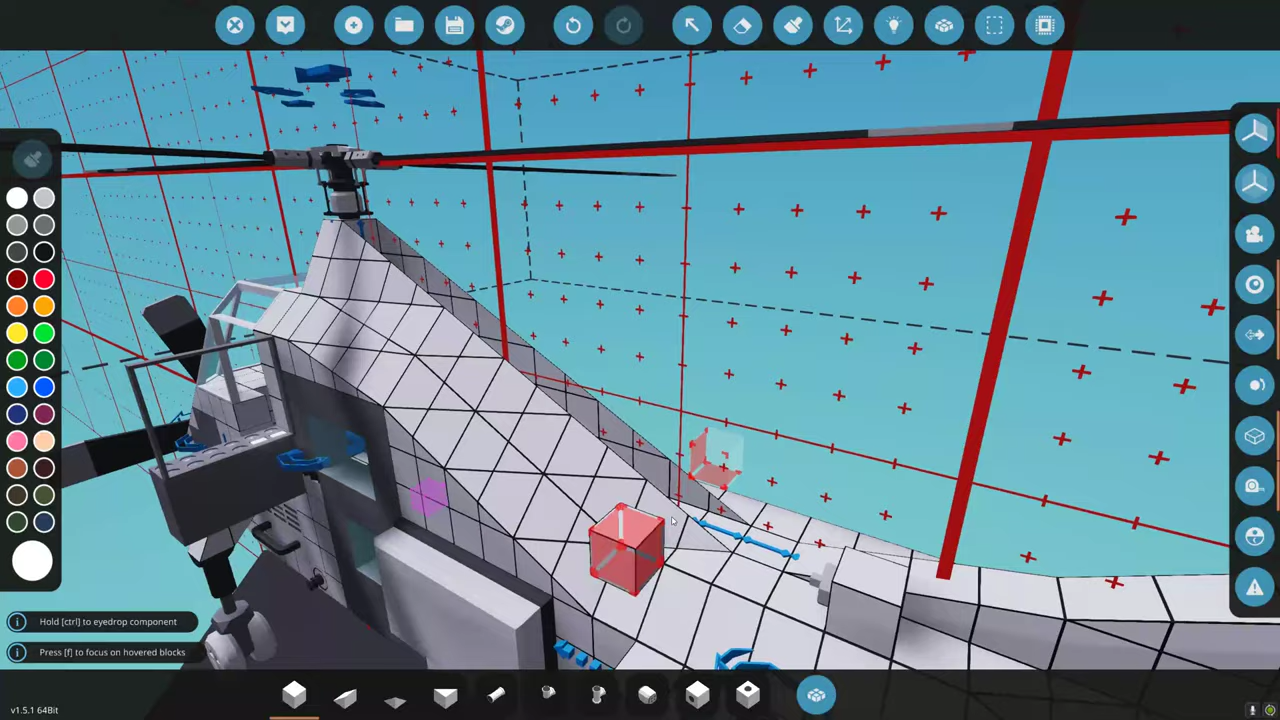 Hold [ctrl] to eyedrop component
Press [f] to focus on hovered blocks
v1.5.1 64Bit